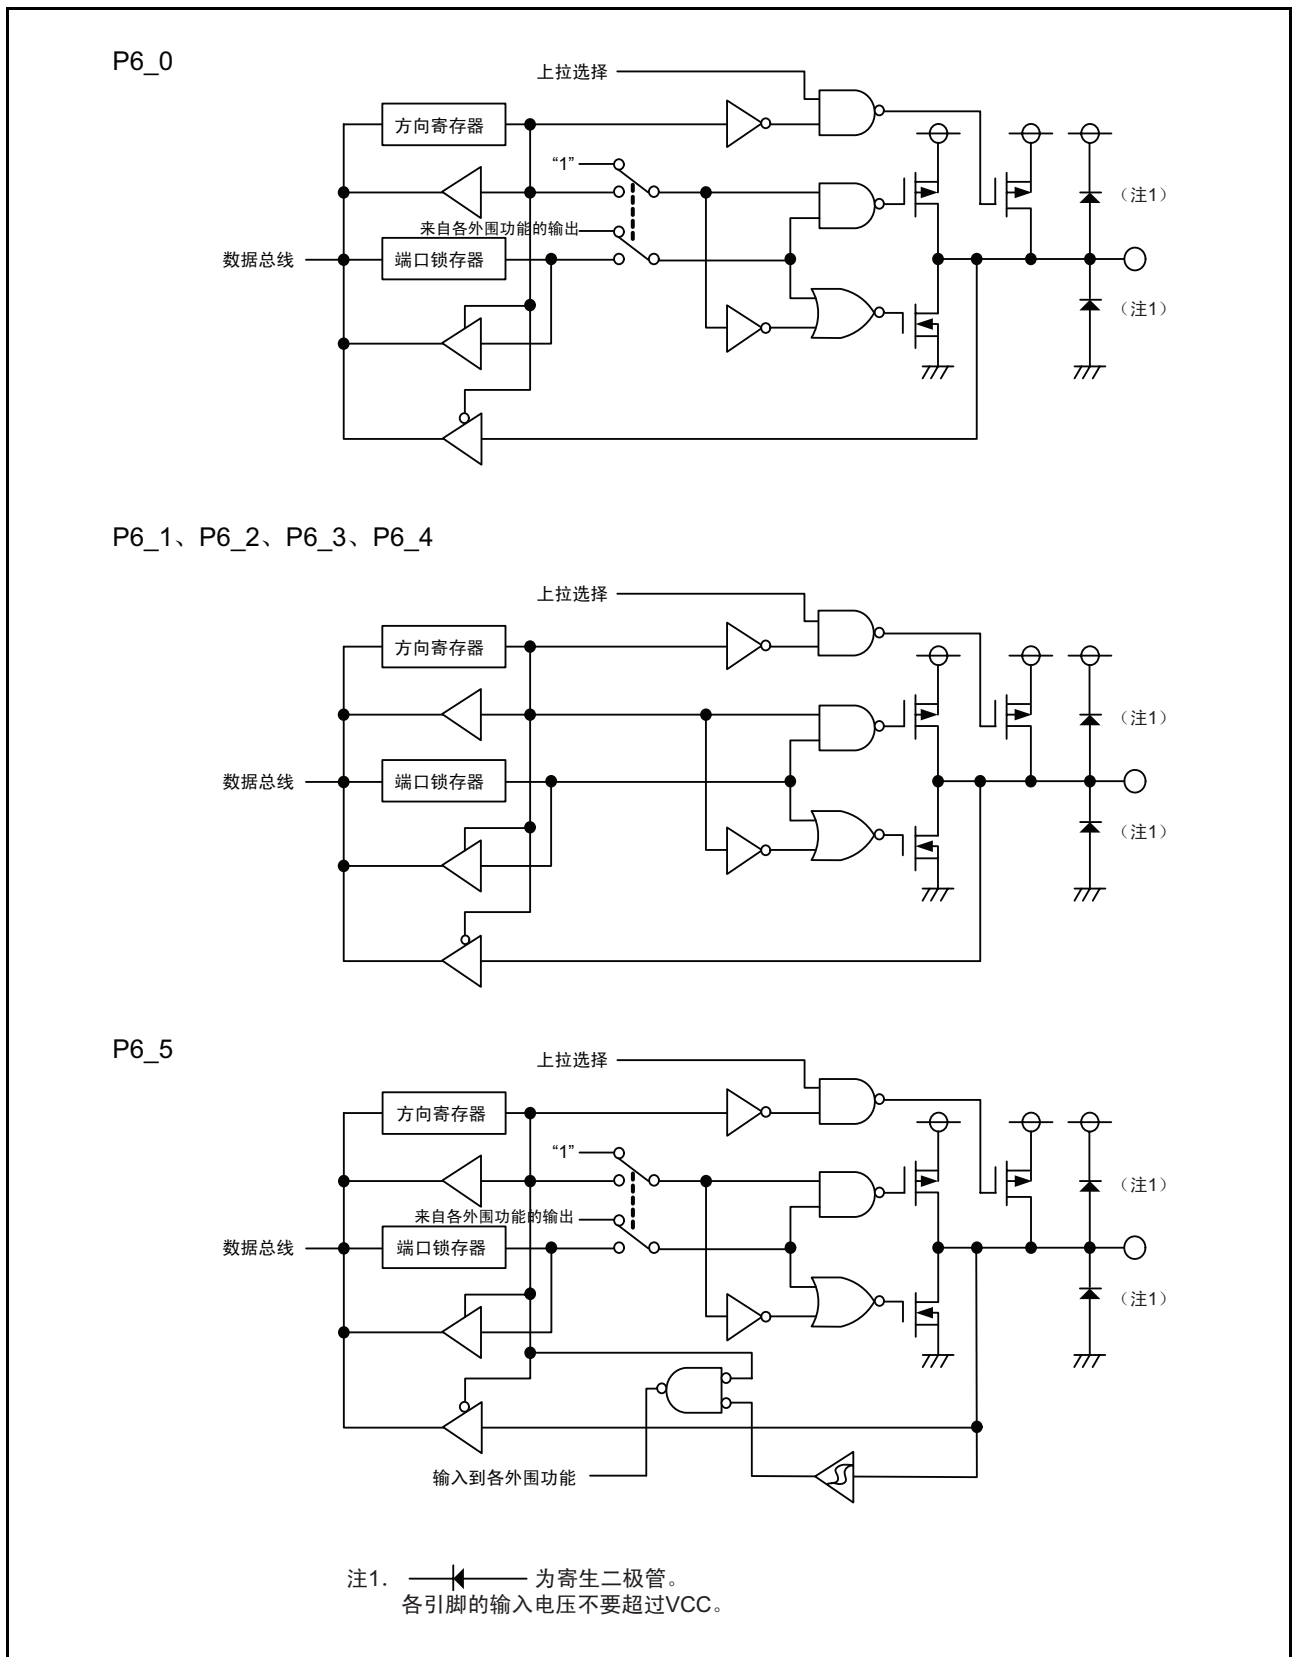 P6_0
上拉选择
方向寄存器
“1”
（注1）
来自各外围功能的输出
数据总线
端口锁存器
（注1）
P6_1、P6_2、P6_3、P6_4
上拉选择
方向寄存器
（注1）
数据总线
端口锁存器
（注1）
P6_5
上拉选择
方向寄存器
“1”
（注1）
来自各外围功能的输出
数据总线
端口锁存器
（注1）
输入到各外围功能
注1. 为寄生二极管。
各引脚的输入电压不要超过VCC。